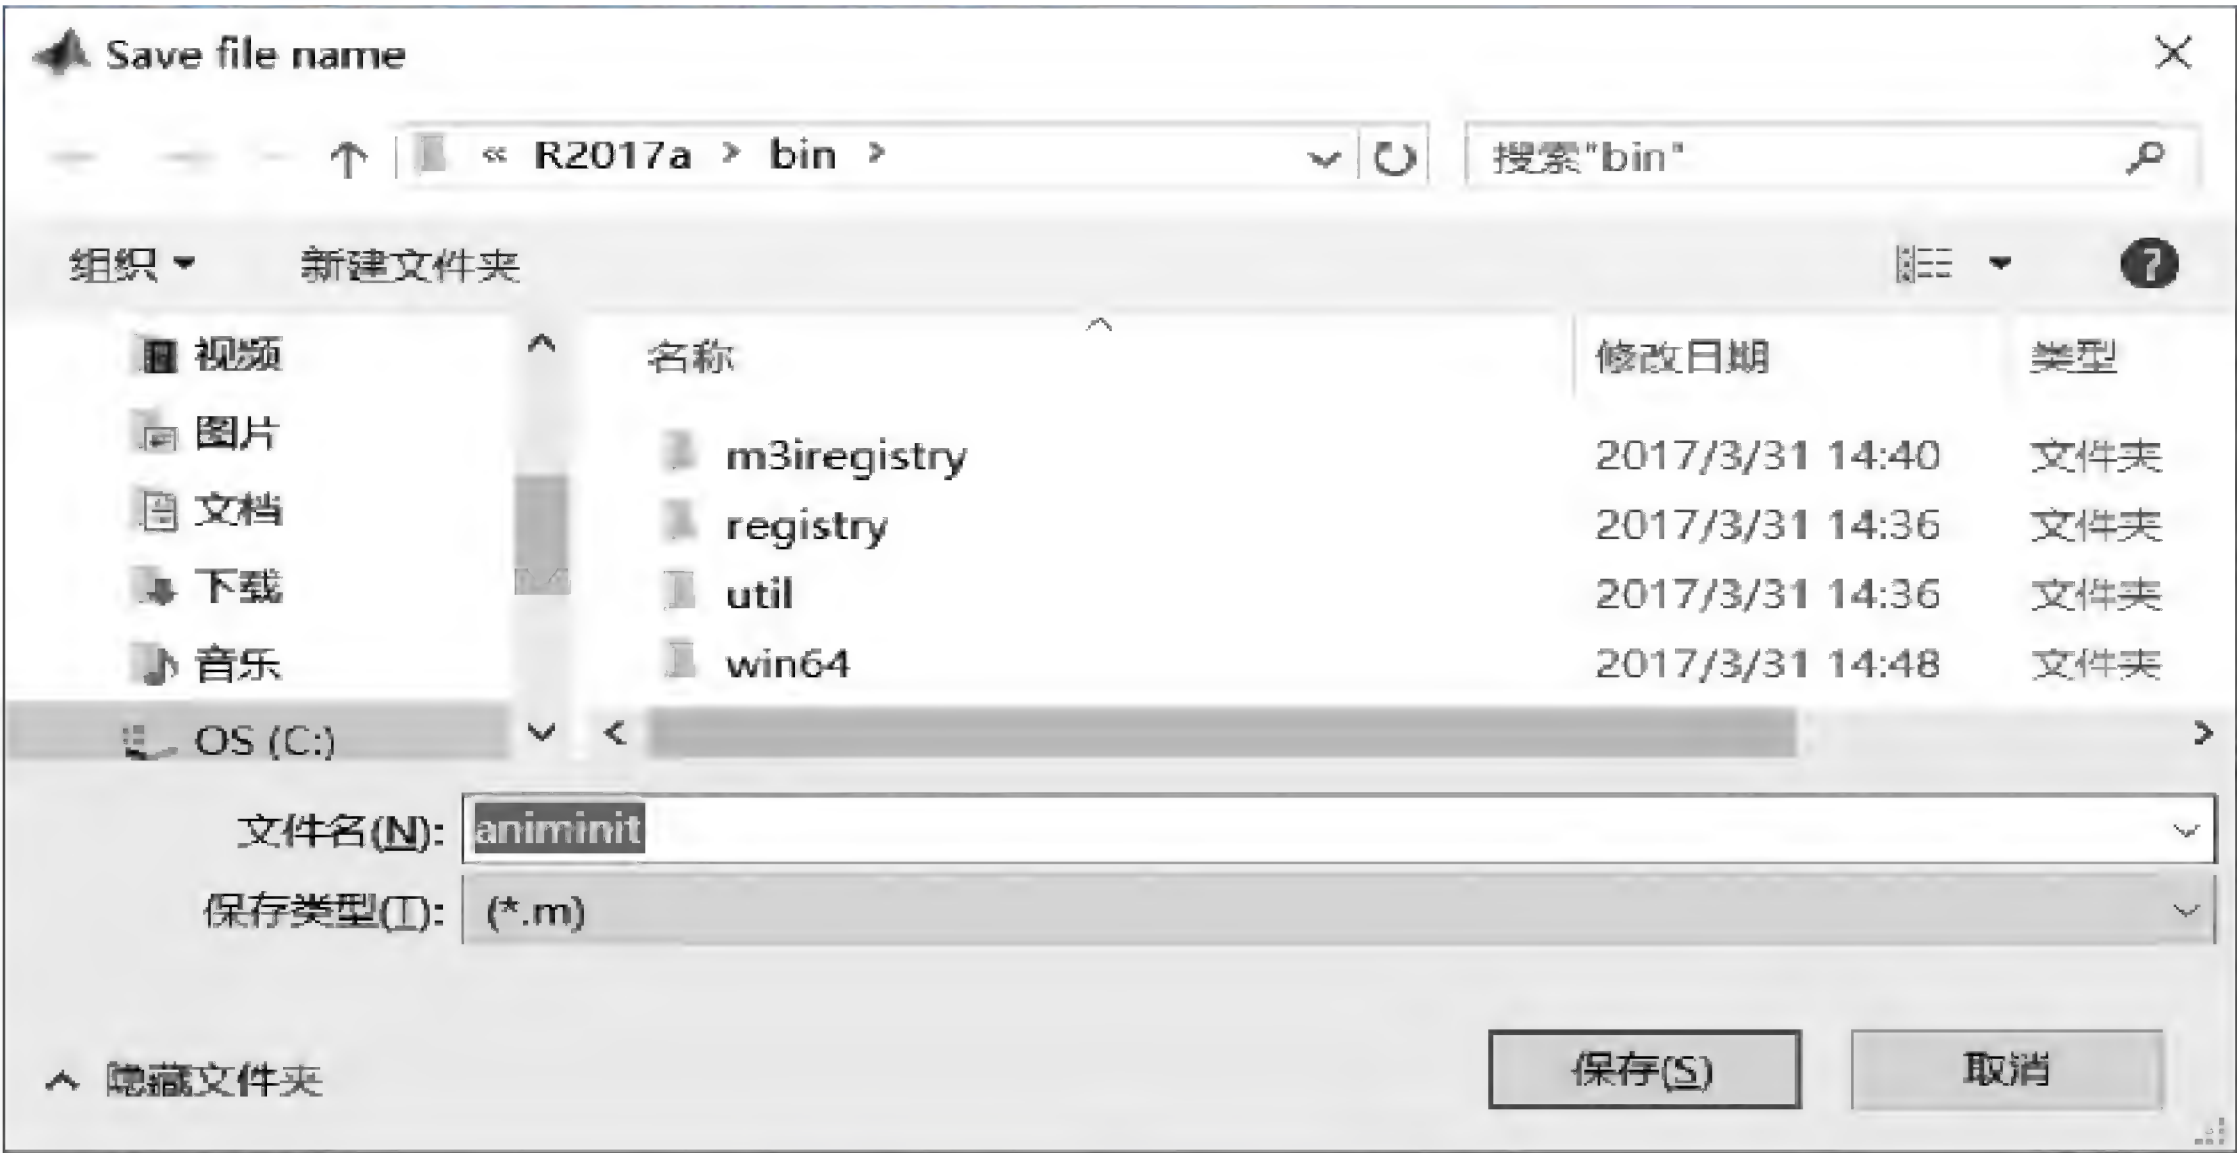 Save file name
« R2017a > bin >
搜索"bin"
组织
新建文件夹
视频
图片
文档
下载
音乐
OS (C:)
名称 修改日期 类型
m3iregistry 2017/3/31 14:40 文件夹
registry 2017/3/31 14:36 文件夹
util 2017/3/31 14:36 文件夹
win64 2017/3/31 14:48 文件夹
文件名(N): animinit
保存类型(T): (*.m)
隐藏文件夹
保存(S)
取消